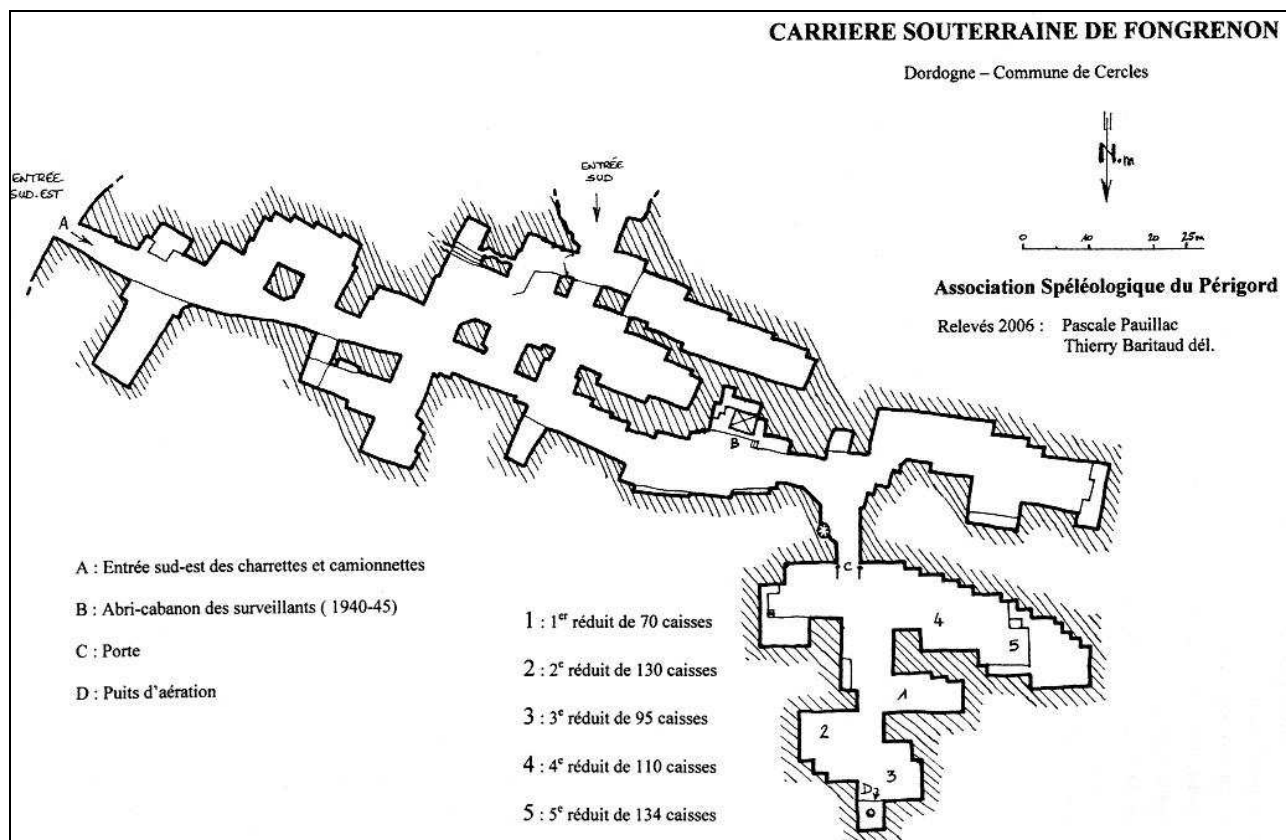 CARRIERE SOUTERRAINE DE FONGRENON
Dordogne – Commune de Cercles
N.m
0 10 20 25m
Association Spéléologique du Périgord
Relevés 2006 : Pascale Pauillac
Thierry Baritaud dél.
ENTRÉE
SUD-EST
A
ENTRÉE
SUD
B
C
4
5
1
2
3
D
A : Entrée sud-est des charrettes et camionnettes
B : Abri-cabanon des surveillants ( 1940-45)
C : Porte
D : Puits d'aération
1 : 1er réduit de 70 caisses
2 : 2e réduit de 130 caisses
3 : 3e réduit de 95 caisses
4 : 4e réduit de 110 caisses
5 : 5e réduit de 134 caisses